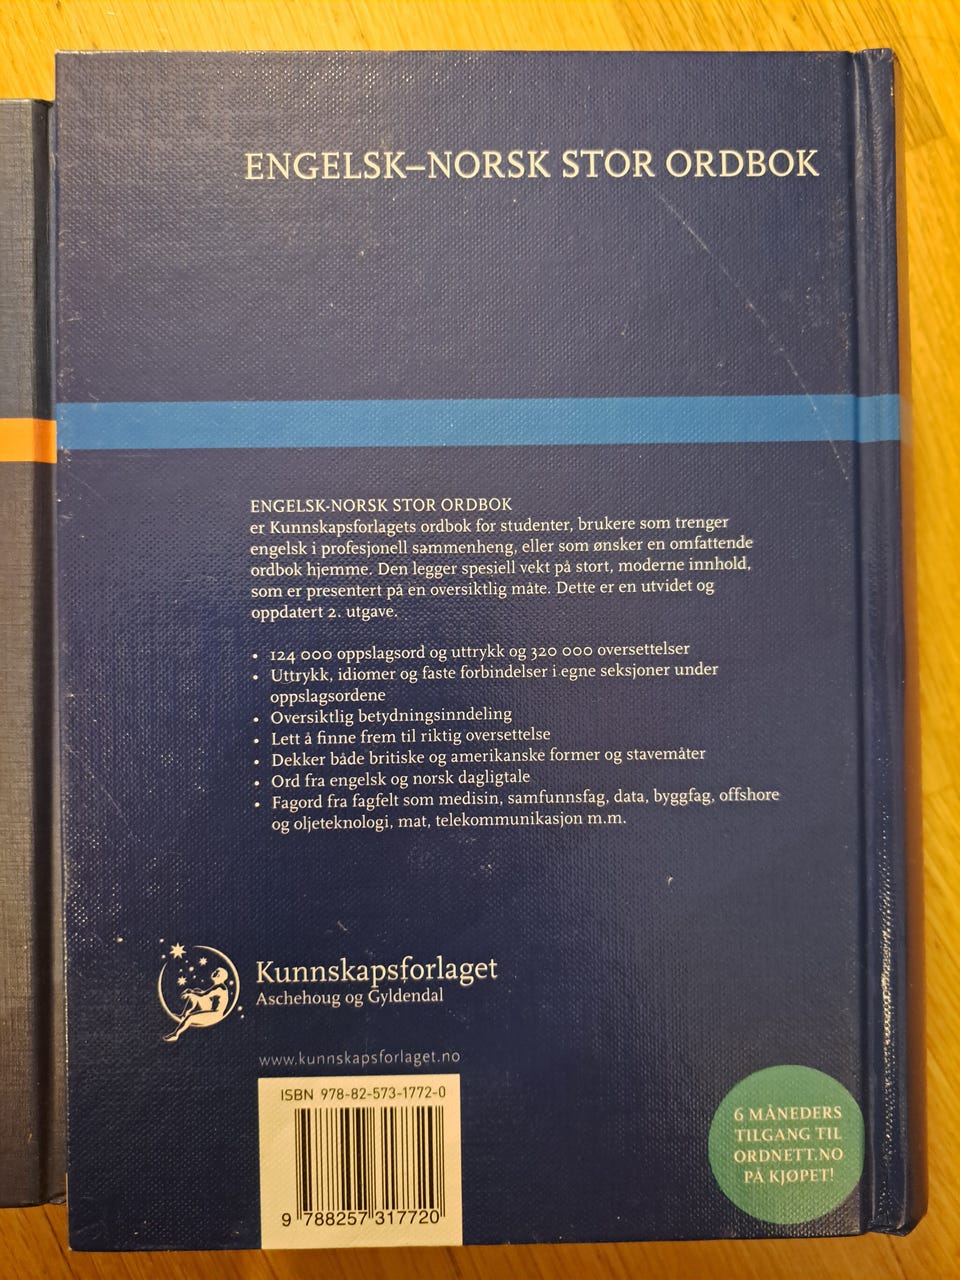 ENGELSK–NORSK STOR ORDBOK
ENGELSK-NORSK STOR ORDBOK
er Kunnskapsforlagets ordbok for studenter, brukere som trenger
engelsk i profesjonell sammenheng, eller som ønsker en omfattende
ordbok hjemme. Den legger spesiell vekt på stort, moderne innhold,
som er presentert på en oversiktlig måte. Dette er en utvidet og
oppdatert 2. utgave.
• 124 000 oppslagsord og uttrykk og 320 000 oversettelser
• Uttrykk, idiomer og faste forbindelser i egne seksjoner under
oppslagsordene
• Oversiktlig betydningsinndeling
• Lett å finne frem til riktig oversettelse
• Dekker både britiske og amerikanske former og stavemåter
• Ord fra engelsk og norsk dagligtale
• Fagord fra fagfelt som medisin, samfunnsfag, data, byggfag, offshore
og oljeteknologi, mat, telekommunikasjon m.m.
Kunnskapsforlaget
Aschehoug og Gyldendal
www.kunnskapsforlaget.no
ISBN 978-82-573-1772-0
9 788257 317720
6 MÅNEDERS
TILGANG TIL
ORDNETT.NO
PÅ KJØPET!